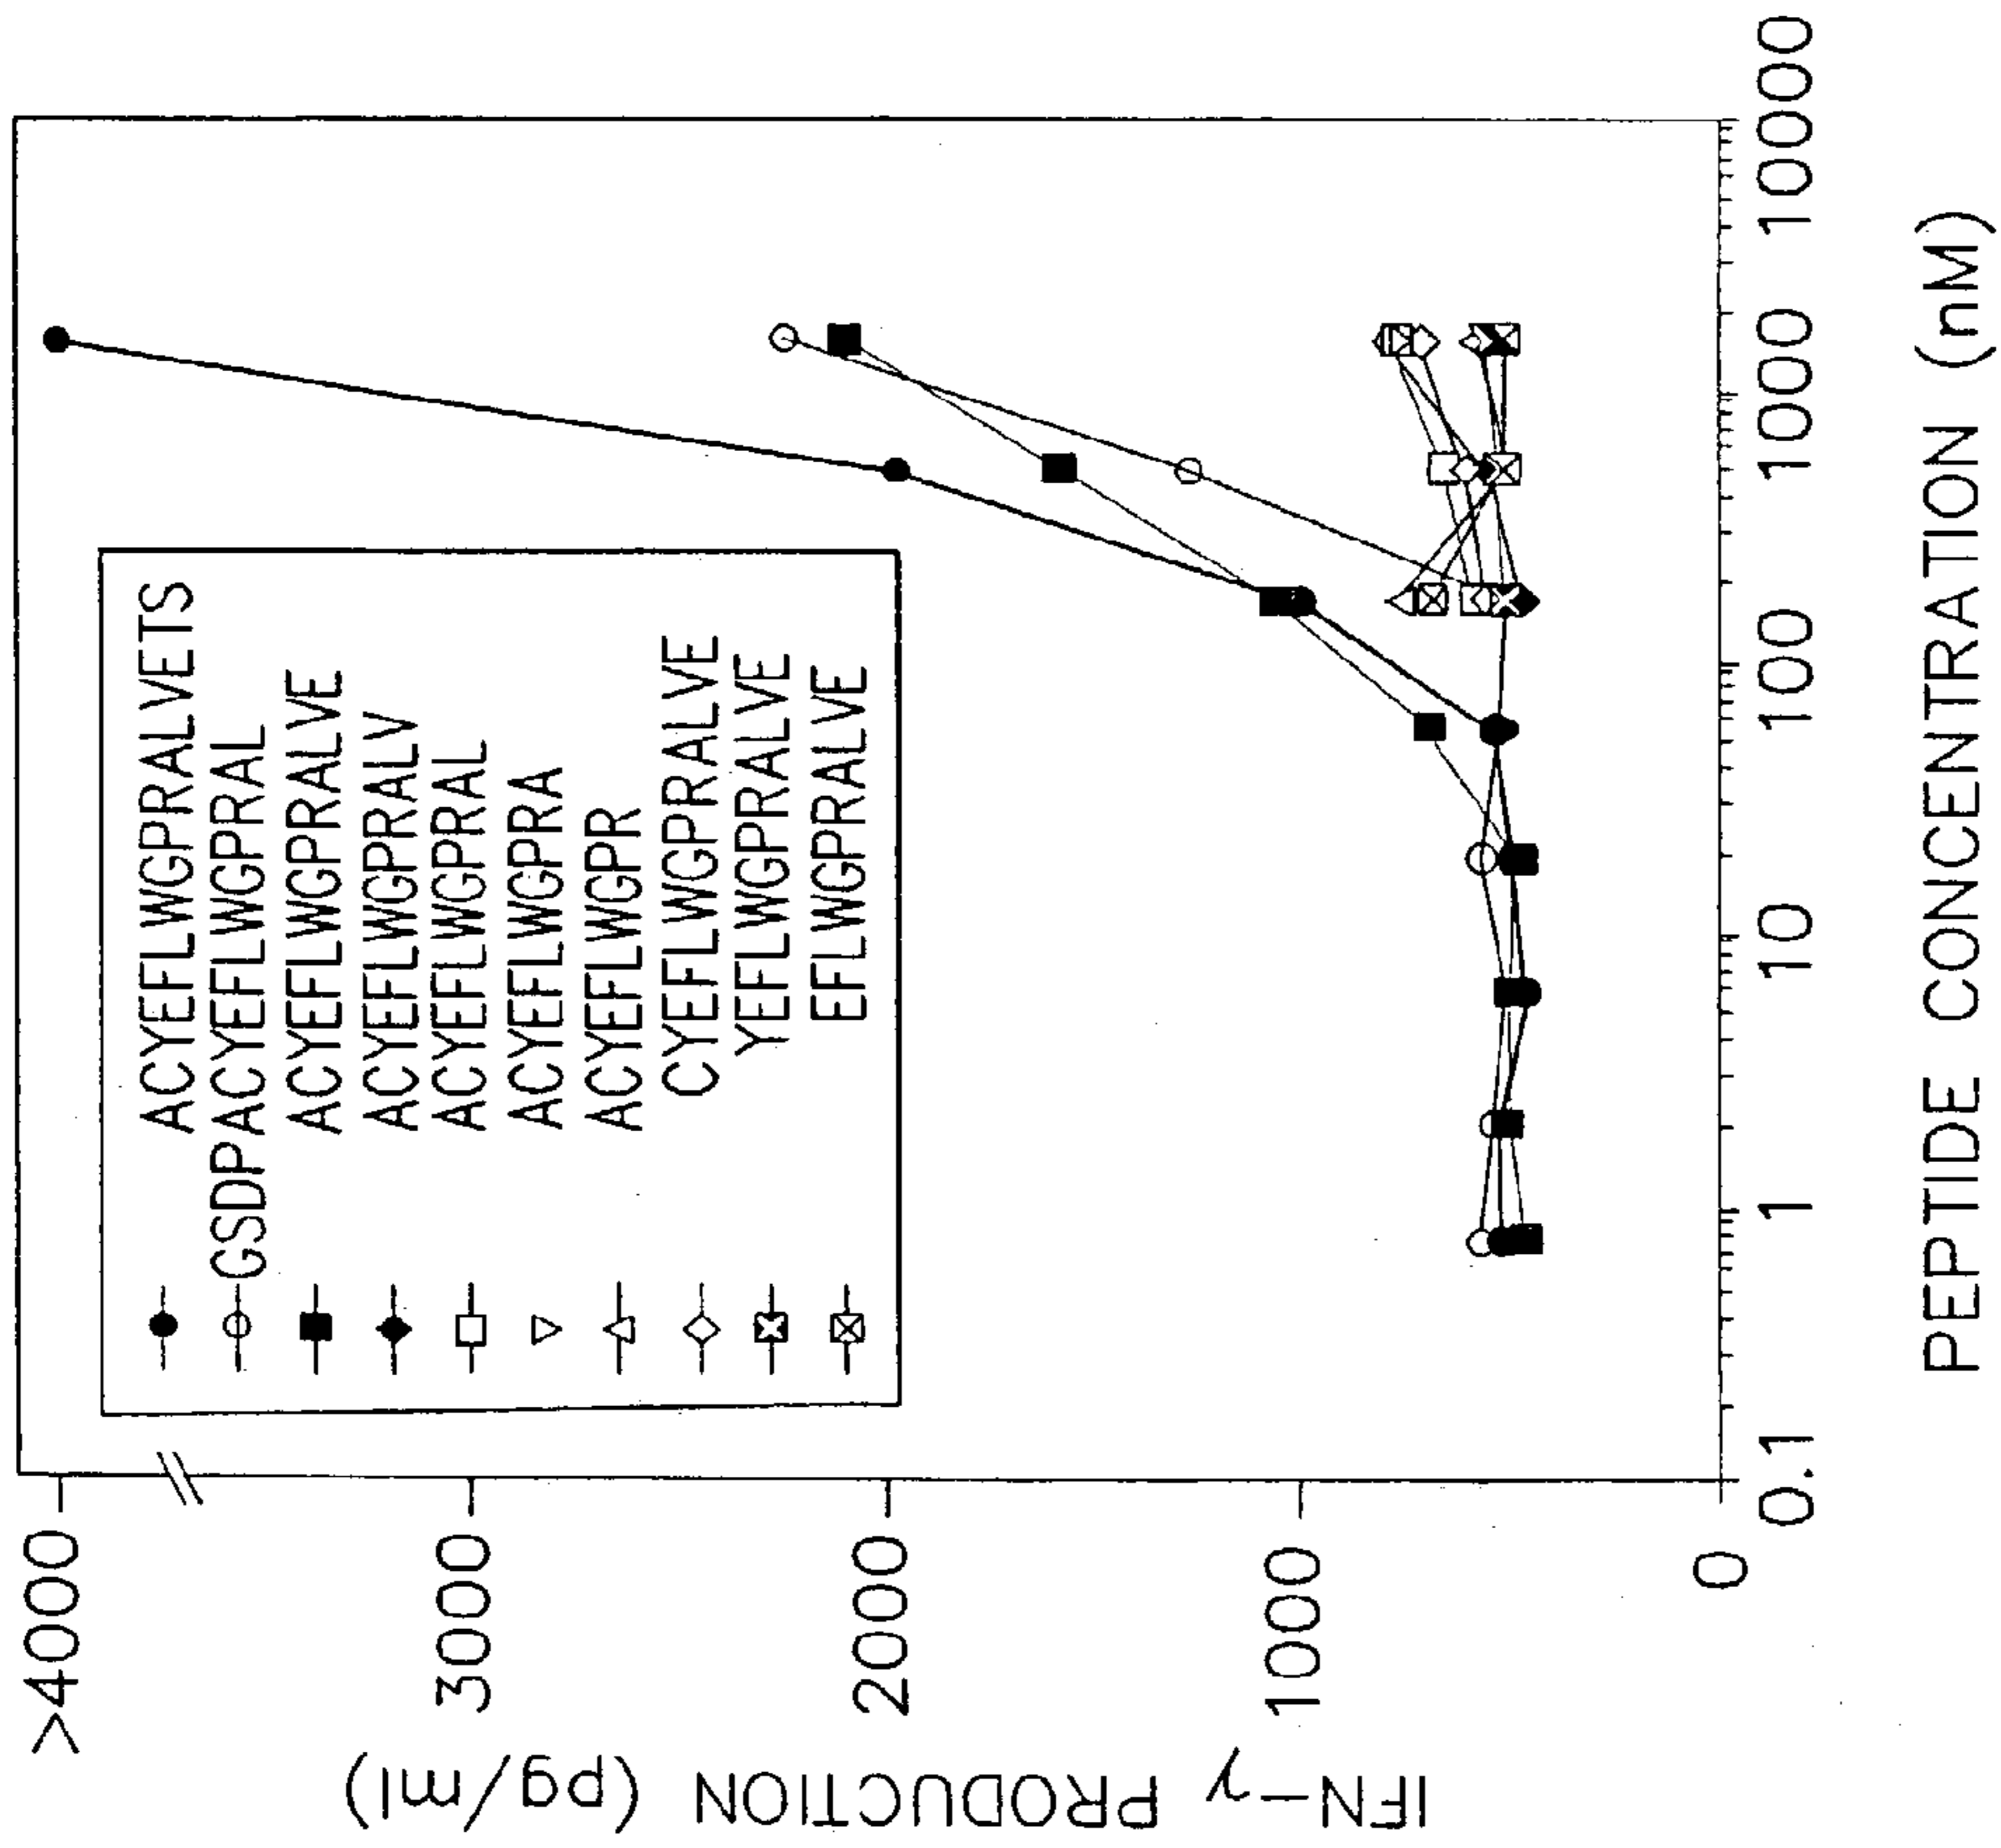 IFN-γ PRODUCTION (pg/ml)
>4000
3000
2000
1000
0
ACYEFLWGPRALVETS
GSDPACYEFLWGPRAL
ACYEFLWGPRALVE
ACYEFLWGPRALV
ACYEFLWGPRAL
ACYEFLWGPRA
ACYEFLWGPR
CYEFLWGPRALVE
YEFLWGPRALVE
EFLWGPRALVE
0.1
1
10
100
1000
10000
PEPTIDE CONCENTRATION (nM)